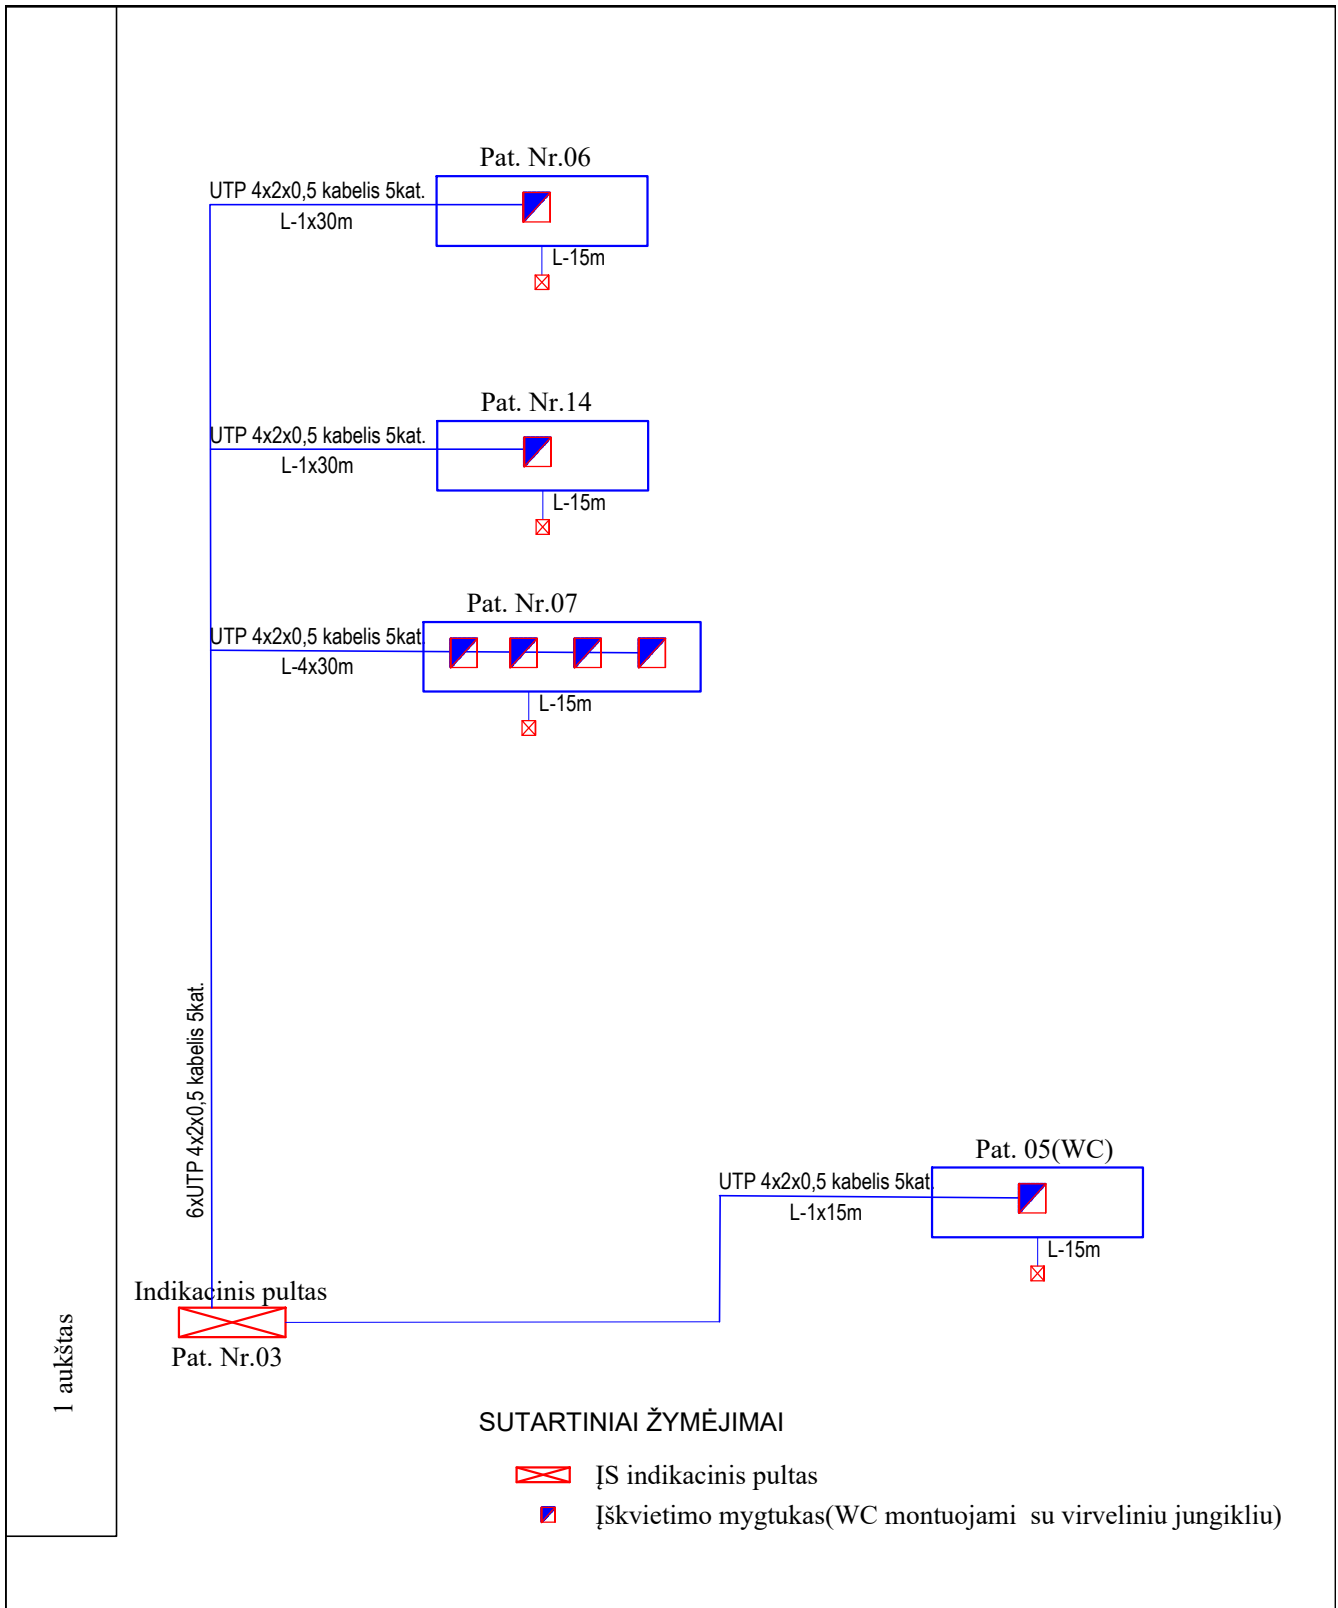 Pat. Nr.06
UTP 4x2x0,5 kabelis 5kat.
L-1x30m
L-15m
Pat. Nr.14
UTP 4x2x0,5 kabelis 5kat.
L-1x30m
L-15m
Pat. Nr.07
UTP 4x2x0,5 kabelis 5kat.
L-4x30m
L-15m
6xUTP 4x2x0,5 kabelis 5kat.
Pat. 05(WC)
UTP 4x2x0,5 kabelis 5kat.
L-1x15m
L-15m
Indikacinis pultas
Pat. Nr.03
1 aukštas
SUTARTINIAI ŽYMĖJIMAI
ĮS indikacinis pultas
Įškvietimo mygtukas(WC montuojami su virveliniu jungikliu)